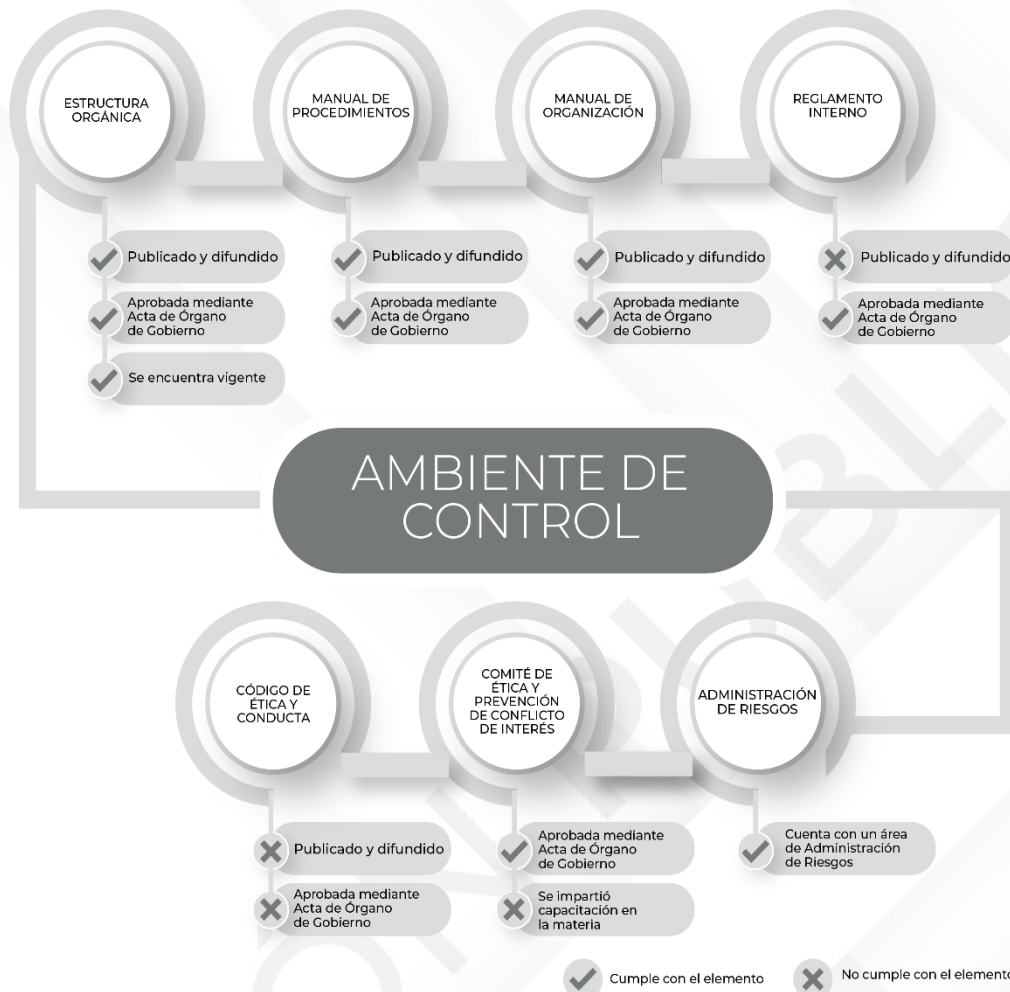 ESTRUCTURA
ORGÁNICA
MANUAL DE
PROCEDIMIENTOS
MANUAL DE
ORGANIZACIÓN
REGLAMENTO
INTERNO
Publicado y difundido
Aprobada mediante
Acta de Órgano
de Gobierno
Se encuentra vigente
Publicado y difundido
Aprobada mediante
Acta de Órgano
de Gobierno
Publicado y difundido
Aprobada mediante
Acta de Órgano
de Gobierno
Publicado y difundido
Aprobada mediante
Acta de Órgano
de Gobierno
AMBIENTE DE
CONTROL
CÓDIGO DE
ÉTICA Y
CONDUCTA
COMITÉ DE
ÉTICA Y
PREVENCIÓN
DE CONFLICTO
DE INTERÉS
ADMINISTRACIÓN
DE RIESGOS
Publicado y difundido
Aprobada mediante
Acta de Órgano
de Gobierno
Aprobada mediante
Acta de Órgano
de Gobierno
Se impartió
capacitación en
la materia
Cuenta con un área
de Administración
de Riesgos
Cumple con el elemento
No cumple con el elemento